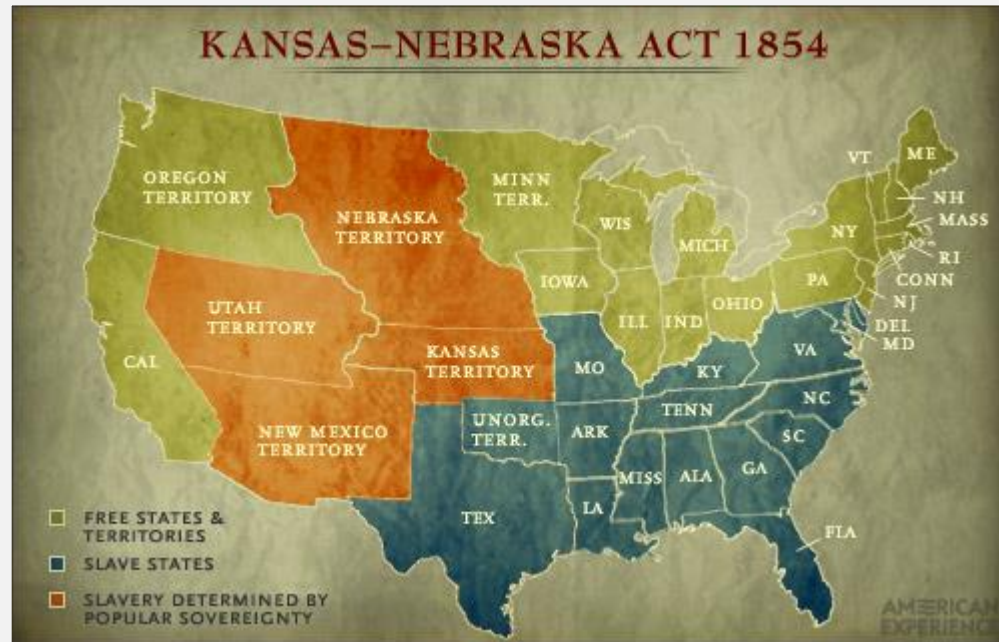 KANSAS–NEBRASKA ACT 1854
OREGON
TERRITORY
NEBRASKA
TERRITORY
MINN
TERR.
WIS
MICH
VT
ME
NH
MASS
NY
RI
CONN
NJ
PA
IOWA
ILL
IND
OHIO
DEL
MD
UTAH
TERRITORY
CAL
KANSAS
TERRITORY
MO
KY
VA
NEW MEXICO
TERRITORY
UNORG.
TERR.
ARK
TENN
NC
SC
MISS
ALA
GA
TEX
LA
FLA
FREE STATES &
TERRITORIES
SLAVE STATES
SLAVERY DETERMINED BY
POPULAR SOVEREIGNTY
AMERICAN
EXPERIENCE